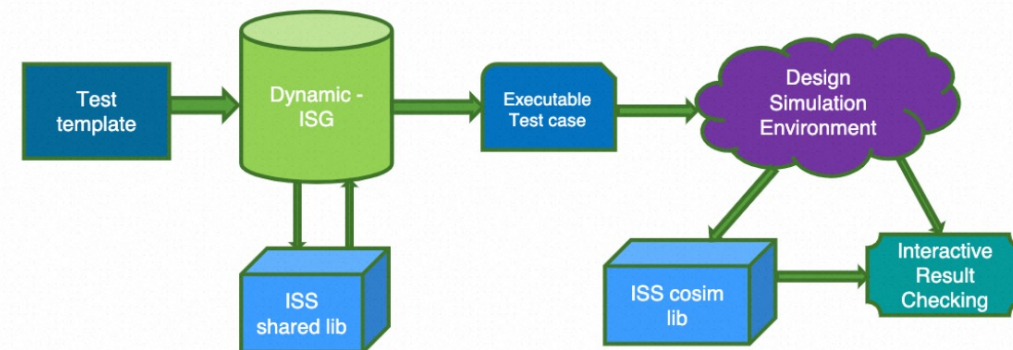 Test
template
Dynamic -
ISG
Executable
Test case
Design
Simulation
Environment
ISS
shared lib
ISS cosim
lib
Interactive
Result
Checking